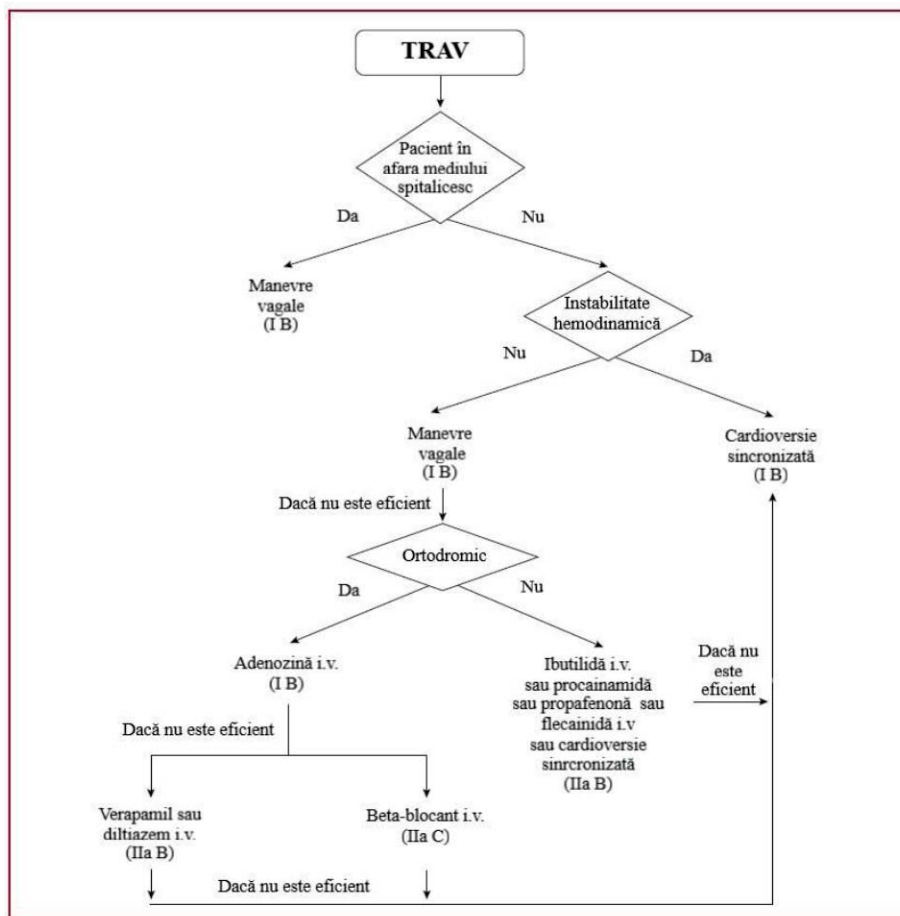 TRAV
Pacient în
afara mediului
spitalicesc
Da
Nu
Manevre
vagale
(I B)
Instabilitate
hemodinamică
Nu
Da
Manevre
vagale
(I B)
Cardioversie
sincronizată
(I B)
Dacă nu este eficient
Ortodromic
Da
Nu
Adenozină i.v.
(I B)
Ibutilidă i.v.
sau procainamidă
sau propafenonă sau
flecainidă i.v
sau cardioversie
sinrcronizată
(IIa B)
Dacă nu
este
eficient
Dacă nu este eficient
Verapamil sau
diltiazem i.v.
(IIa B)
Beta-blocant i.v.
(IIa C)
Dacă nu este eficient